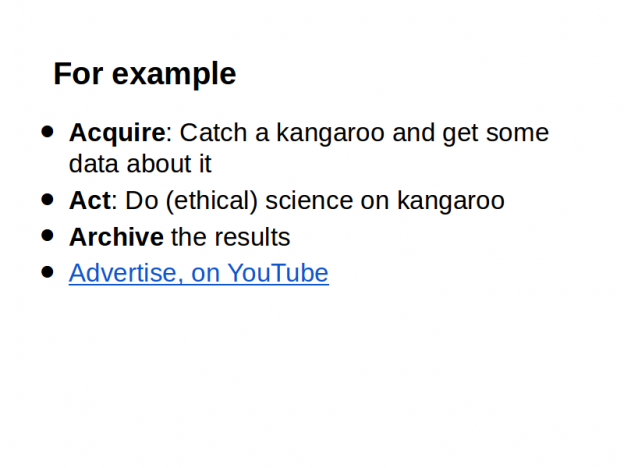 For example
● Acquire: Catch a kangaroo and get some
data about it
● Act: Do (ethical) science on kangaroo
● Archive the results
● Advertise, on YouTube